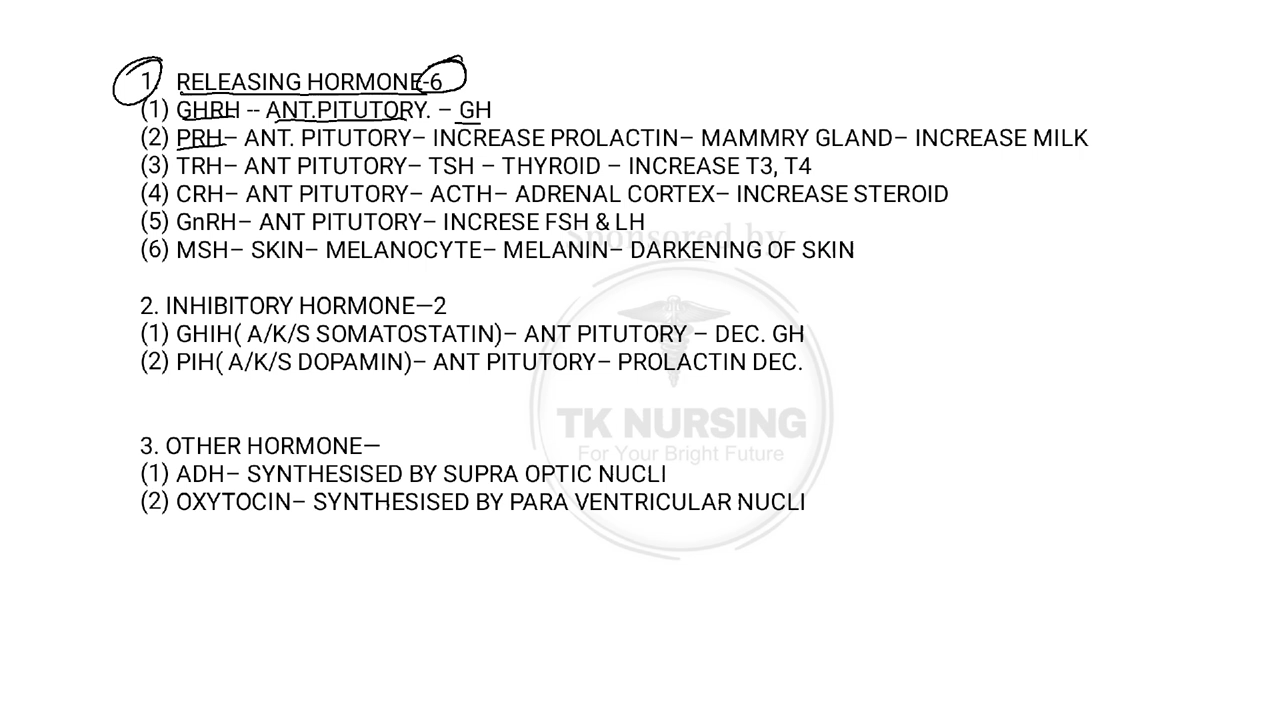 1. RELEASING HORMONE-6
(1) GHRH -- ANT.PITUTORY. – GH
(2) PRH– ANT. PITUTORY– INCREASE PROLACTIN– MAMMRY GLAND– INCREASE MILK
(3) TRH– ANT PITUTORY– TSH – THYROID – INCREASE T3, T4
(4) CRH– ANT PITUTORY– ACTH– ADRENAL CORTEX– INCREASE STEROID
(5) GnRH– ANT PITUTORY– INCRESE FSH & LH
Sponsored by
(6) MSH– SKIN– MELANOCYTE– MELANIN– DARKENING OF SKIN
2. INHIBITORY HORMONE—2
(1) GHIH( A/K/S SOMATOSTATIN)– ANT PITUTORY – DEC. GH
(2) PIH( A/K/S DOPAMIN)– ANT PITUTORY– PROLACTIN DEC.
TK NURSING
3. OTHER HORMONE—
For Your Bright Future
(1) ADH– SYNTHESISED BY SUPRA OPTIC NUCLI
(2) OXYTOCIN– SYNTHESISED BY PARA VENTRICULAR NUCLI